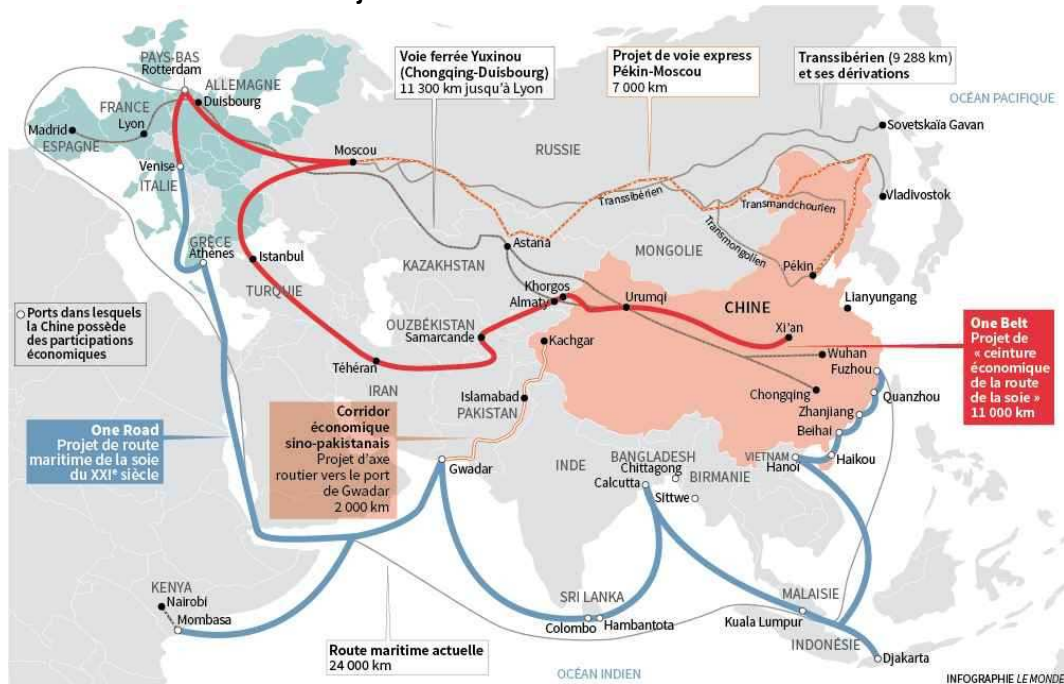 PAYS-BAS
Rotterdam
ALLEMAGNE
Duisbourg
FRANCE
Lyon
Madrid
ESPAGNE
Venise
ITALIE
GRÈCE
Athènes
Istanbul
TURQUIE
Moscou
RUSSIE
Voie ferrée Yuxinou
(Chongqing-Duisbourg)
11 300 km jusqu'à Lyon
Projet de voie express
Pékin-Moscou
7 000 km
Transsibérien (9 288 km)
et ses dérivations
OCÉAN PACIFIQUE
Sovetskaïa Gavan
Vladivostok
Transsibérien
Transmandchourien
Transmongolien
Astana
MONGOLIE
KAZAKHSTAN
Khorgos
Almaty
Urumqi
Pékin
CHINE
Lianyungang
Xi'an
Wuhan
Fuzhou
Chongqing
Quanzhou
Zhanjiang
Beihai
Haikou
VIETNAM
Hanoï
OUZBÉKISTAN
Samarcande
Kachgar
Téhéran
IRAN
Islamabad
PAKISTAN
Gwadar
INDE
BANGLADESH
Chittagong
Calcutta
BIRMANIE
Sittwe
Ports dans lesquels
la Chine possède
des participations
économiques
One Road
Projet de route
maritime de la soie
du XXIe siècle
Corridor
économique
sino-pakistanais
Projet d'axe
routier vers le port
de Gwadar
2 000 km
One Belt
Projet de
« ceinture
économique
de la route
de la soie »
11 000 km
KENYA
Nairobi
Mombasa
SRI LANKA
Colombo
Hambantota
MALAISIE
Kuala Lumpur
INDONÉSIE
Djakarta
Route maritime actuelle
24 000 km
OCÉAN INDIEN
INFOGRAPHIE LE MONDE